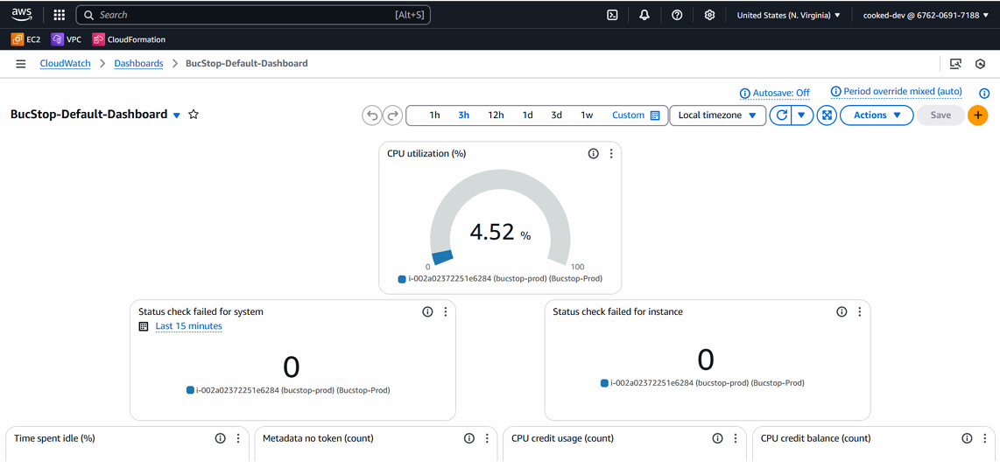 aws Search [Alt+S] United States (N. Virginia) cooked-dev @ 6762-0691-7188
EC2 VPC CloudFormation
CloudWatch > Dashboards > BucStop-Default-Dashboard
Autosave: Off Period override mixed (auto)
BucStop-Default-Dashboard 1h 3h 12h 1d 3d 1w Custom Local timezone Actions Save
CPU utilization (%)
4.52 %
0 100
i-002a02372251e6284 (bucstop-prod) (Bucstop-Prod)
Status check failed for system
Last 15 minutes
0
i-002a02372251e6284 (bucstop-prod) (Bucstop-Prod)
Status check failed for instance
0
i-002a02372251e6284 (bucstop-prod) (Bucstop-Prod)
Time spent idle (%)
Metadata no token (count)
CPU credit usage (count)
CPU credit balance (count)